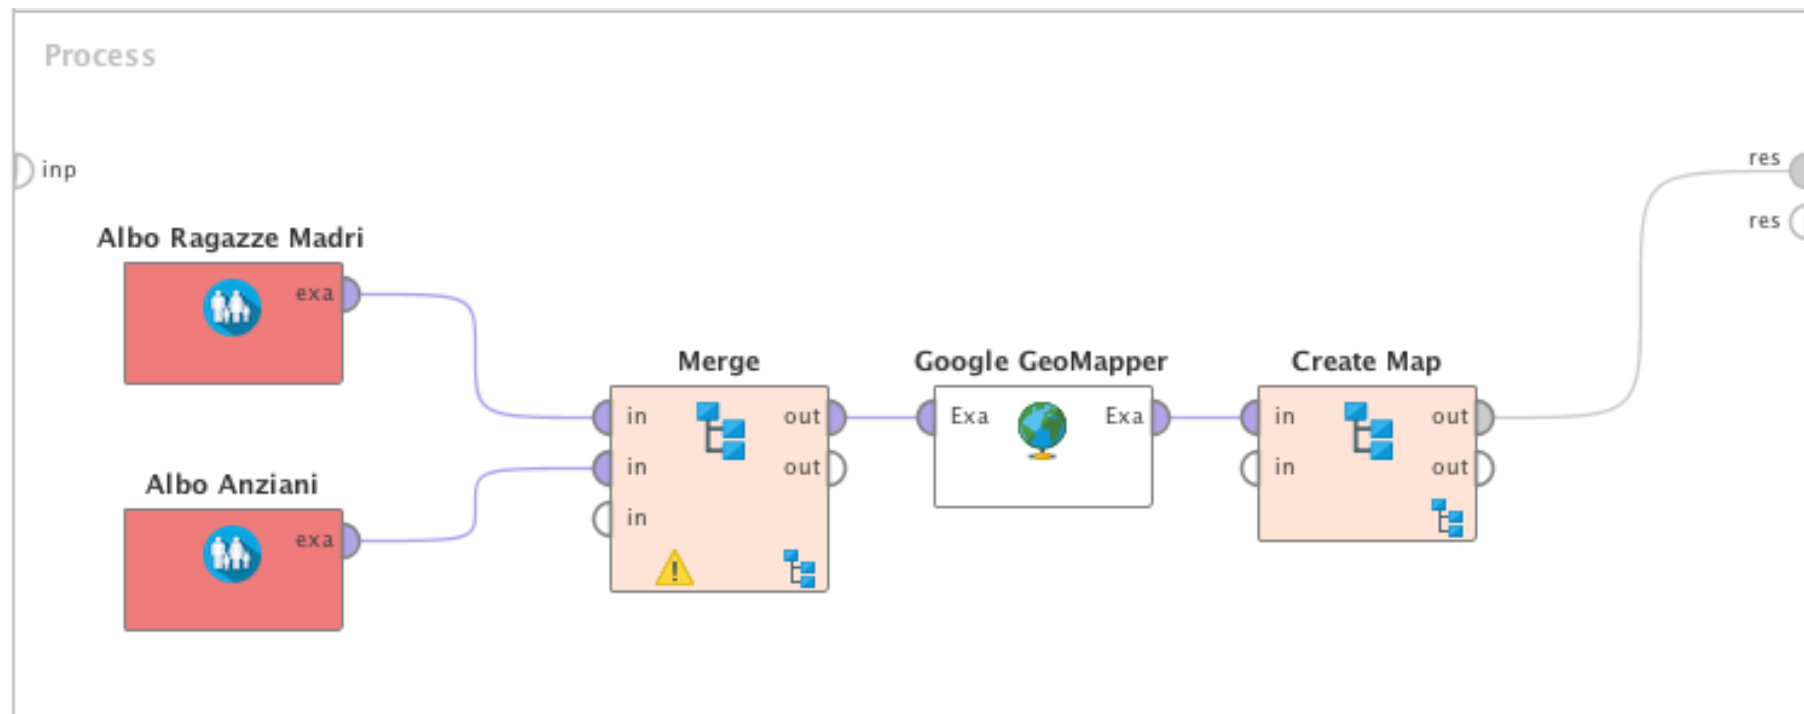 Process
inp
res
res
Albo Ragazze Madri
exa
Albo Anziani
exa
Merge
in
out
in
out
in
Google GeoMapper
Exa
Exa
Create Map
in
out
in
out